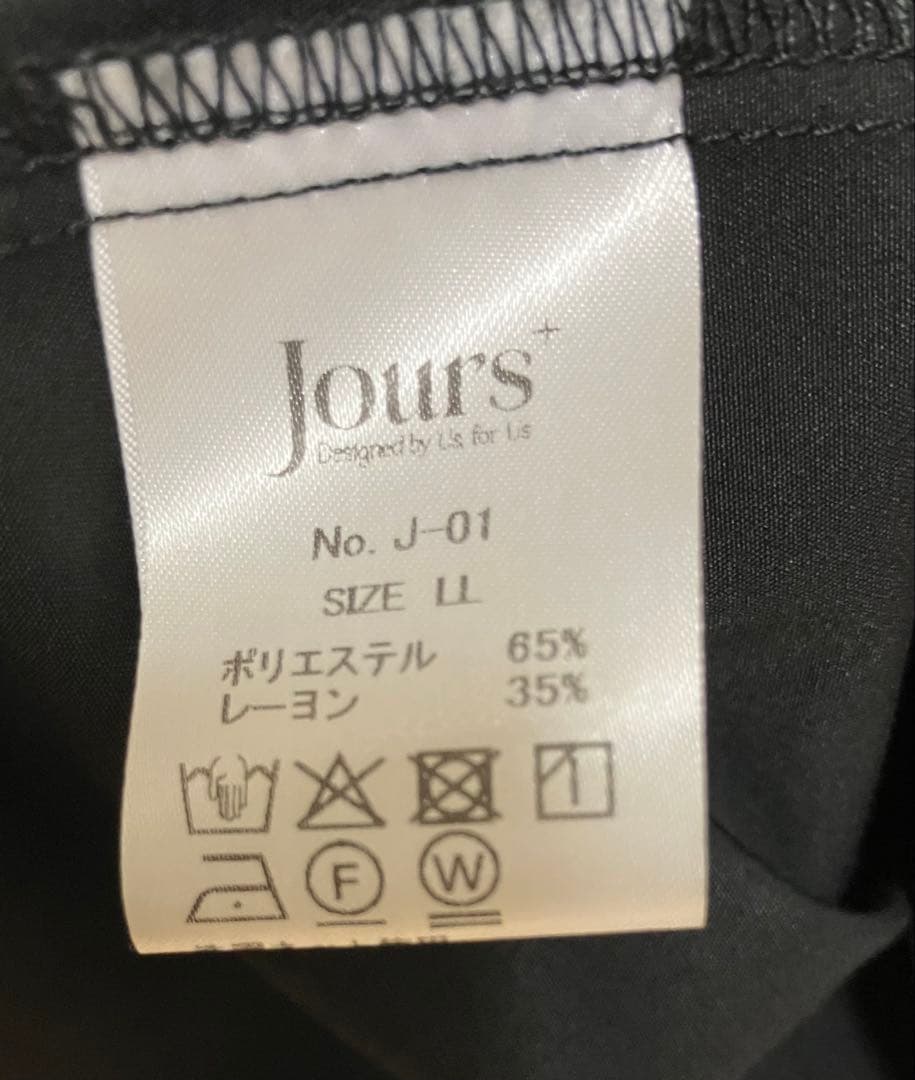 Jours+
Designed by Us for Us
No. J-01
SIZE LL
ポリエステル 65%
レーヨン 35%
F W